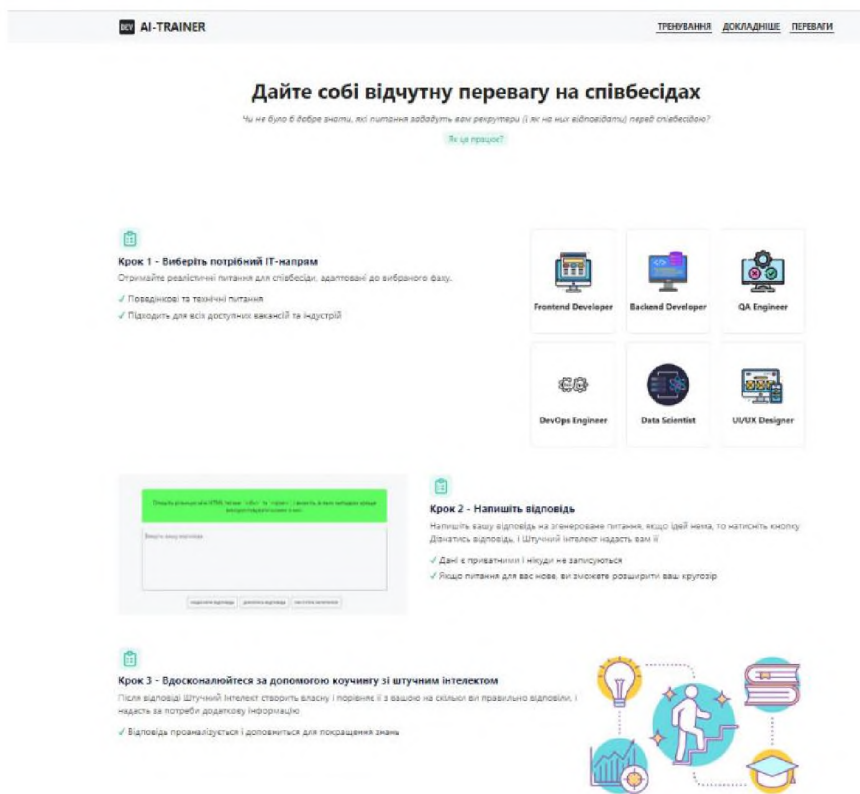 DEV AI-TRAINER
ТРЕНУВАННЯ ДОКЛАДНІШЕ ПЕРЕВАГИ
Дайте собі відчутну перевагу на співбесідах
Чи не було б добре знати, які питання зададуть вам рекрутери (і як на них відповідати) перед співбесідою?
Як це працює?
Крок 1 - Виберіть потрібний ІТ-напрям
Отримайте реалістичні питання для співбесіди, адаптовані до вибраного фаху.
✓ Поведінкові та технічні питання
✓ Підходить для всіх доступних вакансій та індустрій
Frontend Developer
Backend Developer
QA Engineer
DevOps Engineer
Data Scientist
UI/UX Designer
Крок 2 - Напишіть відповідь
Напишіть вашу відповідь на згенероване питання, якщо ідей нема, то натисніть кнопку
Дізнатись відповідь, і Штучний Інтелект надасть вам її
✓ Дані є приватними і нікуди не записуються
✓ Якщо питання для вас нове, ви зможете розширити ваш кругозір
Крок 3 - Вдосконалюйтеся за допомогою коучингу зі штучним інтелектом
Після відповіді Штучний Інтелект створить власну і порівняє її з вашою на скільки ви правильно відповіли, і
надасть за потреби додаткову інформацію
✓ Відповідь проаналізується і доповниться для покращення знань